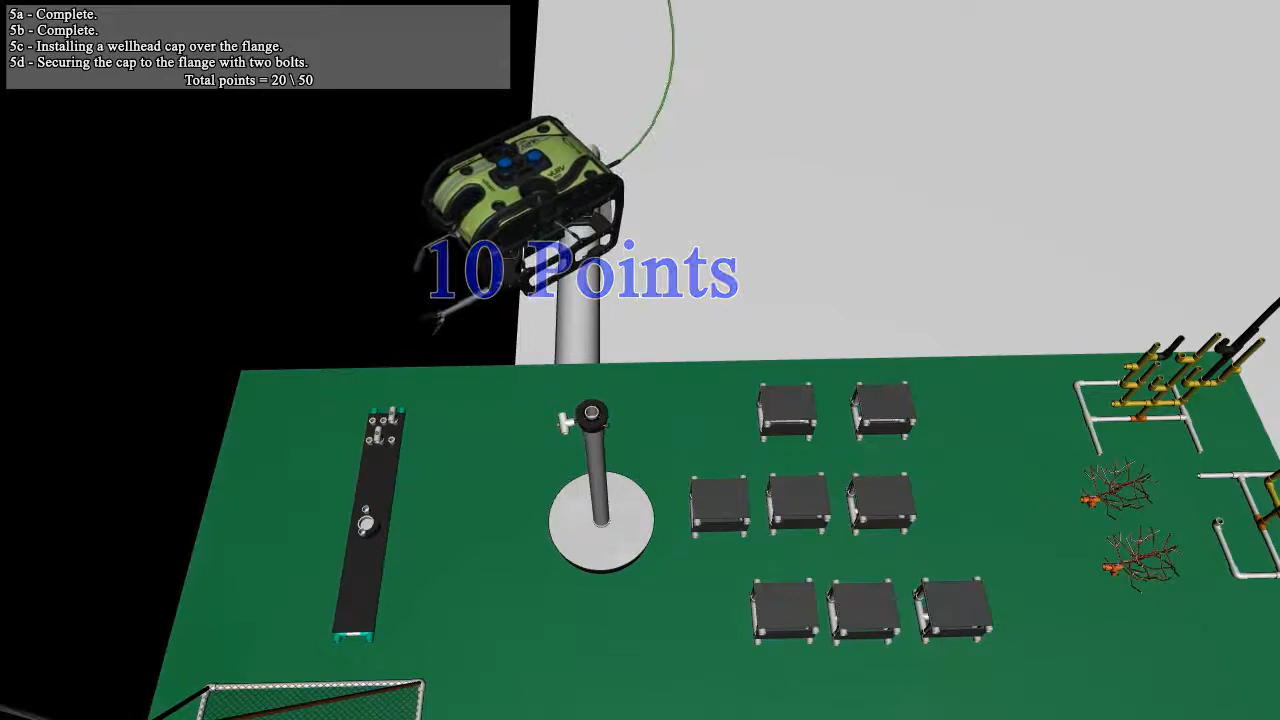 5a - Complete.
5b - Complete.
5c - Installing a wellhead cap over the flange.
5d - Securing the cap to the flange with two bolts.
Total points = 20 \ 50
10 Points